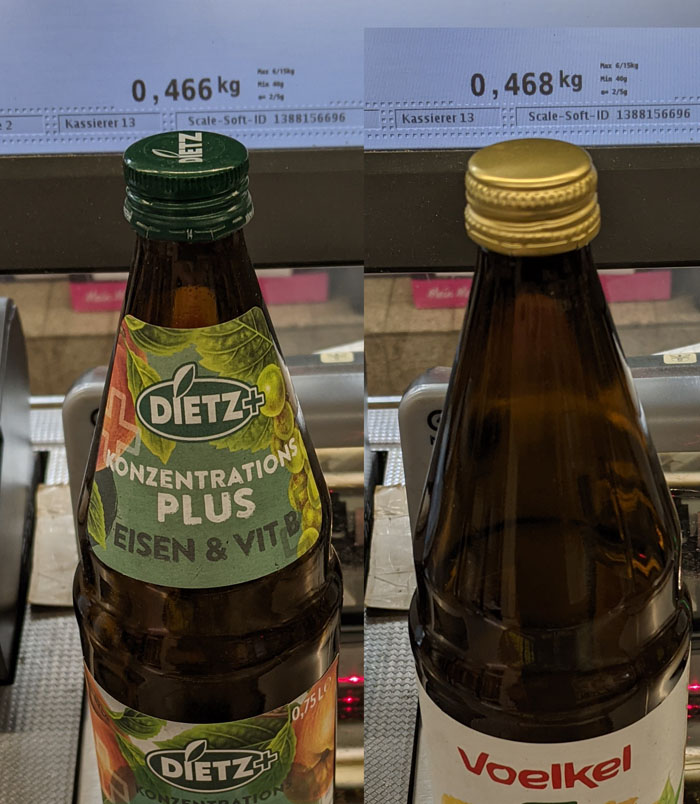 0,466 kg
Max 6/15kg
Min 40g
e= 2/5g
e 2
Kassierer 13
Scale-Soft-ID 1388156696
DIETZ
DIETZ+
KONZENTRATIONS
PLUS
EISEN & VIT B
0,75 L
DIETZ+
KONZENTRATION
0,468 kg
Max 6/15kg
Min 40g
e= 2/5g
Kassierer 13
Scale-Soft-ID 1388156696
Voelkel